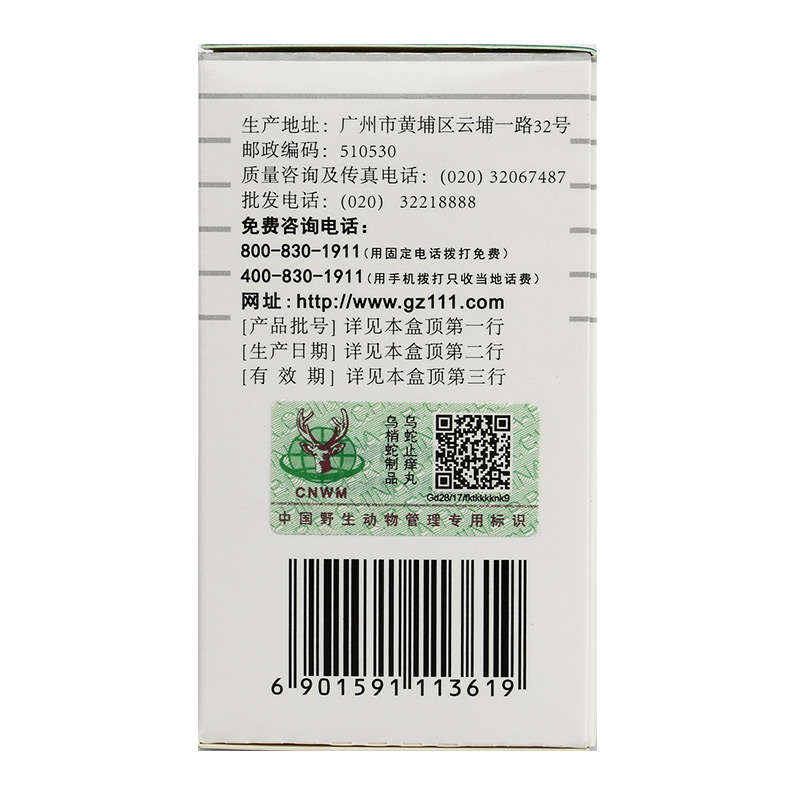 生产地址：广州市黄埔区云埔一路32号
邮政编码：510530
质量咨询及传真电话：(020) 32067487
批发电话：(020) 32218888
免费咨询电话：
800-830-1911（用固定电话拨打免费）
400-830-1911（用手机拨打只收当地话费）
网址：http://www.gz111.com
[产品批号] 详见本盒顶第一行
[生产日期] 详见本盒顶第二行
[有 效 期] 详见本盒顶第三行
乌蛇止痒丸
乌梢蛇制品
CNWM
Gd28/17/fktkkkknk9
中国野生动物管理专用标识
6 901591 113619